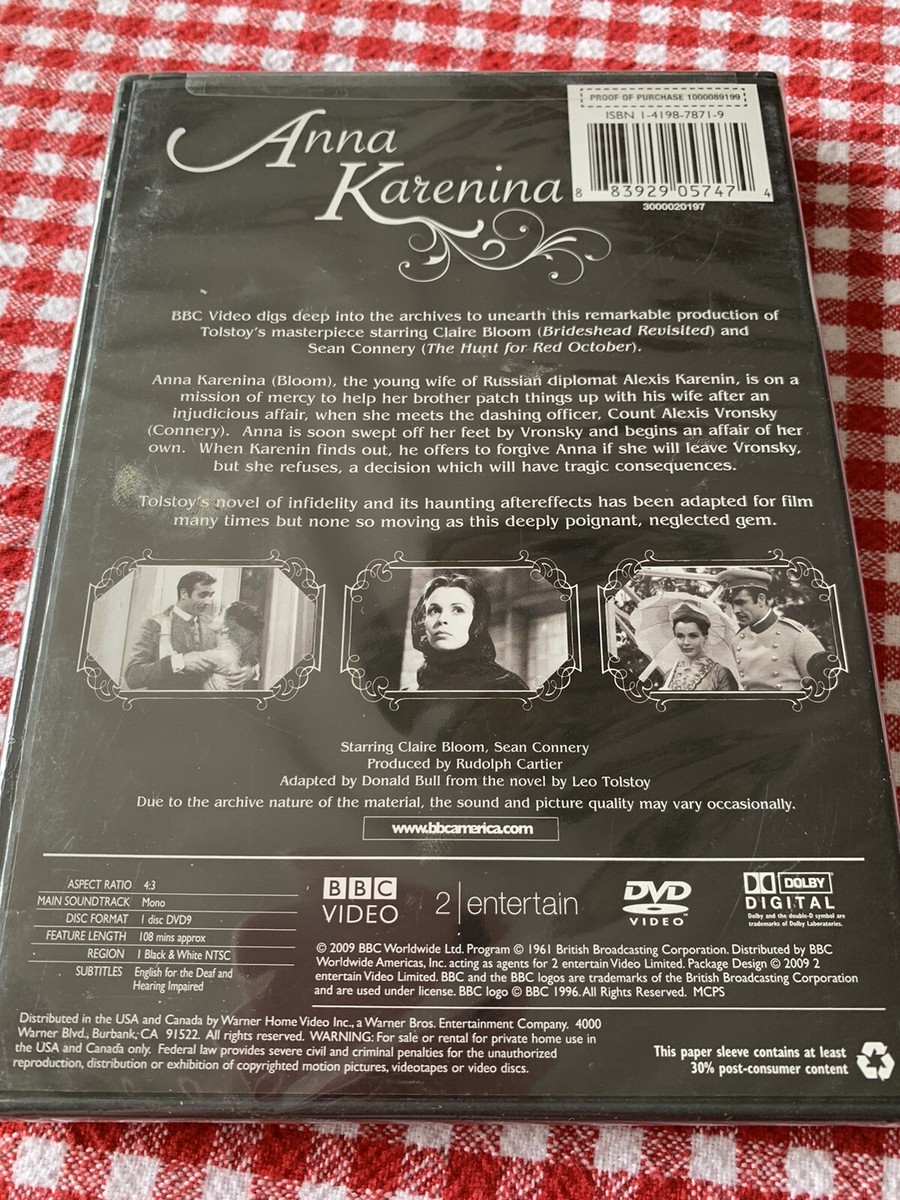 PROOF OF PURCHASE 1000089199
ISBN 1-4198-7871-9
8 83929 05747 4
3000020197
Anna
Karenina
BBC Video digs deep into the archives to unearth this remarkable production of
Tolstoy's masterpiece starring Claire Bloom (Brideshead Revisited) and
Sean Connery (The Hunt for Red October).
Anna Karenina (Bloom), the young wife of Russian diplomat Alexis Karenin, is on a
mission of mercy to help her brother patch things up with his wife after an
injudicious affair, when she meets the dashing officer, Count Alexis Vronsky
(Connery). Anna is soon swept off her feet by Vronsky and begins an affair of her
own. When Karenin finds out, he offers to forgive Anna if she will leave Vronsky,
but she refuses, a decision which will have tragic consequences.
Tolstoy's novel of infidelity and its haunting aftereffects has been adapted for film
many times but none so moving as this deeply poignant, neglected gem.
Starring Claire Bloom, Sean Connery
Produced by Rudolph Cartier
Adapted by Donald Bull from the novel by Leo Tolstoy
Due to the archive nature of the material, the sound and picture quality may vary occasionally.
www.bbcamerica.com
ASPECT RATIO 4:3
MAIN SOUNDTRACK Mono
DISC FORMAT 1 disc DVD9
FEATURE LENGTH 108 mins approx
REGION 1 Black & White NTSC
SUBTITLES English for the Deaf and
Hearing Impaired
BBC
VIDEO
2 entertain
DVD
VIDEO
DOLBY
DIGITAL
Dolby and the double-D symbol are
trademarks of Dolby Laboratories.
© 2009 BBC Worldwide Ltd. Program © 1961 British Broadcasting Corporation. Distributed by BBC
Worldwide Americas, Inc. acting as agents for 2 entertain Video Limited. Package Design © 2009 2
entertain Video Limited. BBC and the BBC logos are trademarks of the British Broadcasting Corporation
and are used under license. BBC logo © BBC 1996. All Rights Reserved. MCPS
Distributed in the USA and Canada by Warner Home Video Inc., a Warner Bros. Entertainment Company. 4000
Warner Blvd., Burbank, CA 91522. All rights reserved. WARNING: For sale or rental for private home use in
the USA and Canada only. Federal law provides severe civil and criminal penalties for the unauthorized
reproduction, distribution or exhibition of copyrighted motion pictures, videotapes or video discs.
This paper sleeve contains at least
30% post-consumer content